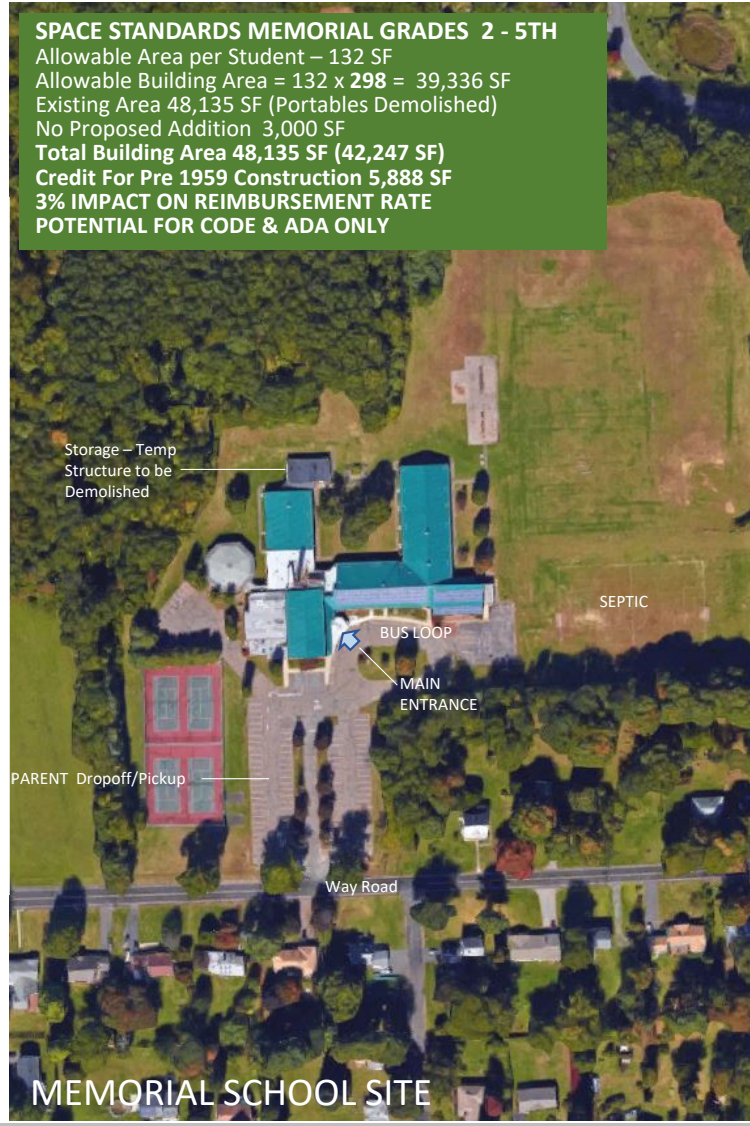 SPACE STANDARDS MEMORIAL GRADES 2 - 5TH
Allowable Area per Student – 132 SF
Allowable Building Area = 132 x 298 = 39,336 SF
Existing Area 48,135 SF (Portables Demolished)
No Proposed Addition 3,000 SF
Total Building Area 48,135 SF (42,247 SF)
Credit For Pre 1959 Construction 5,888 SF
3% IMPACT ON REIMBURSEMENT RATE
POTENTIAL FOR CODE & ADA ONLY
Storage – Temp
Structure to be
Demolished
SEPTIC
BUS LOOP
MAIN
ENTRANCE
PARENT Dropoff/Pickup
Way Road
MEMORIAL SCHOOL SITE